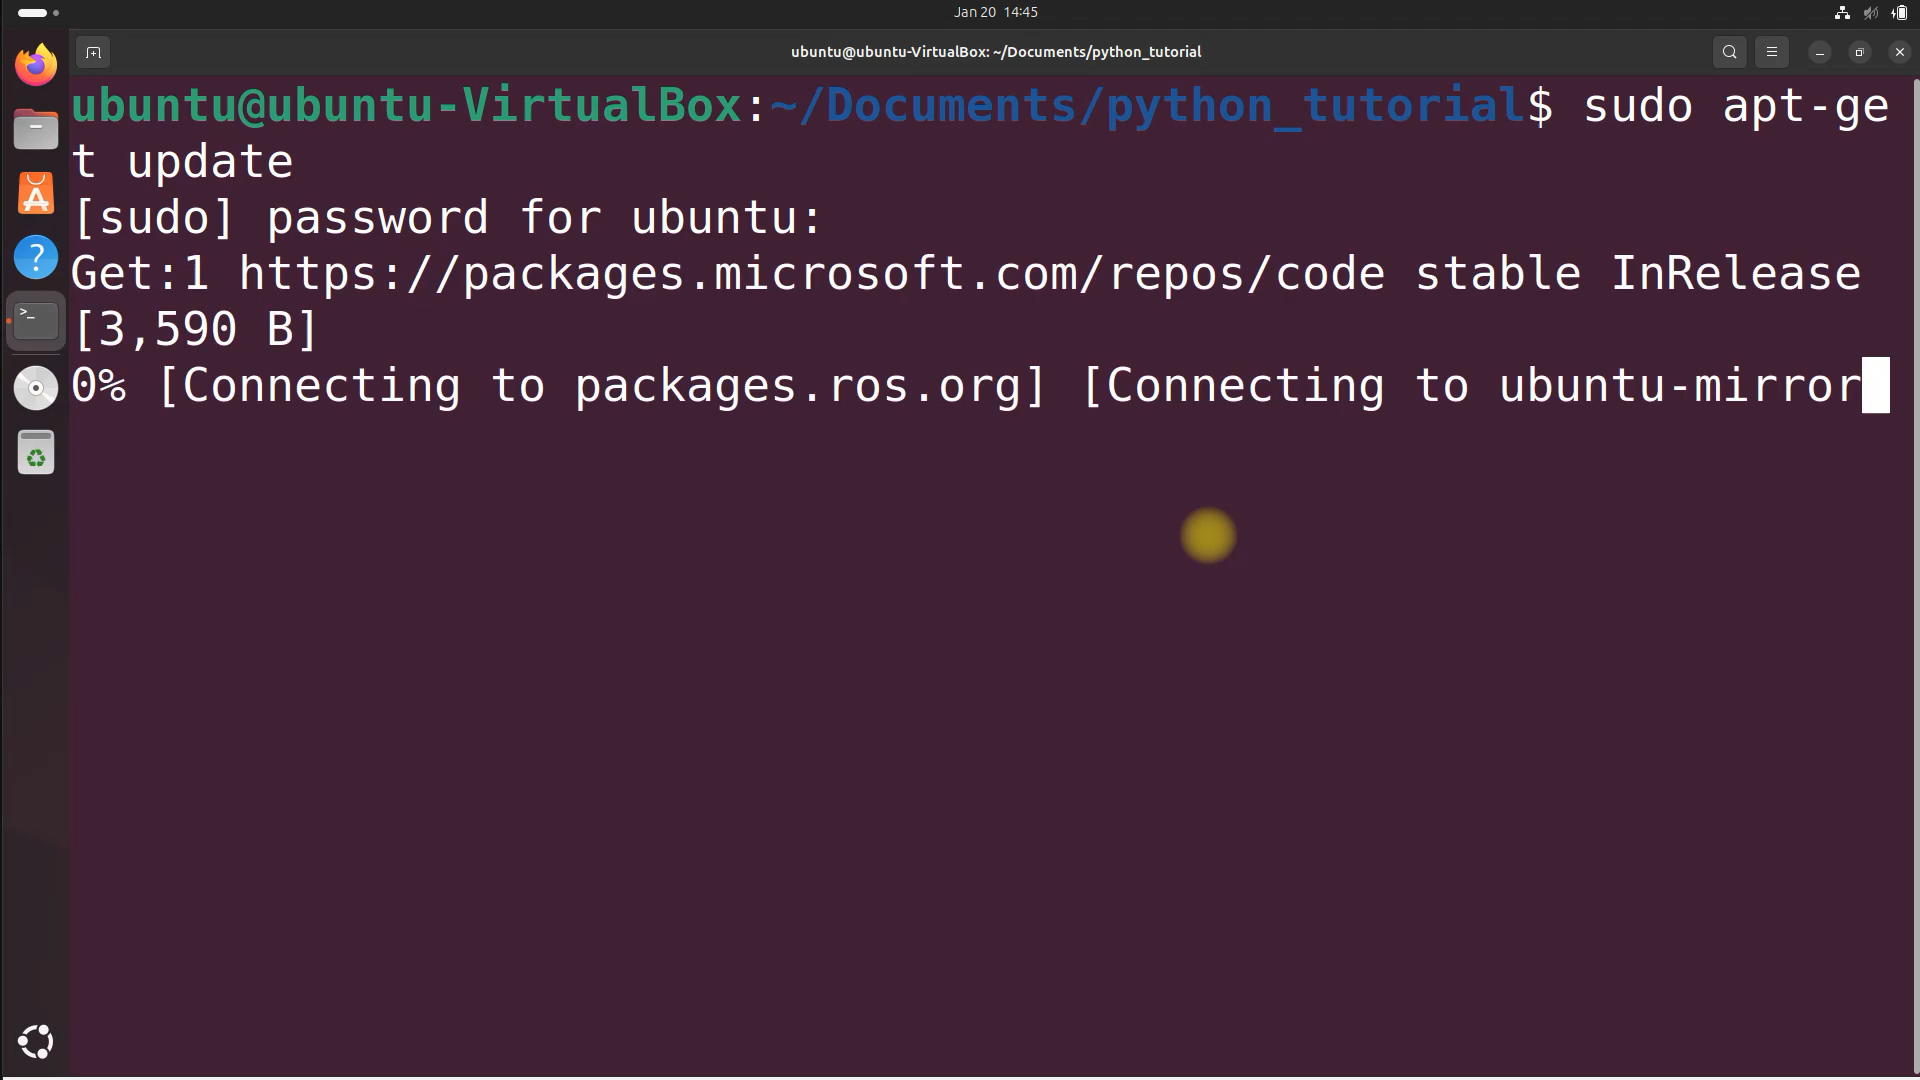 Jan 20 14:45
ubuntu@ubuntu-VirtualBox: ~/Documents/python_tutorial
ubuntu@ubuntu-VirtualBox:~/Documents/python_tutorial$ sudo apt-ge
t update
[sudo] password for ubuntu:
Get:1 https://packages.microsoft.com/repos/code stable InRelease
[3,590 B]
0% [Connecting to packages.ros.org] [Connecting to ubuntu-mirror